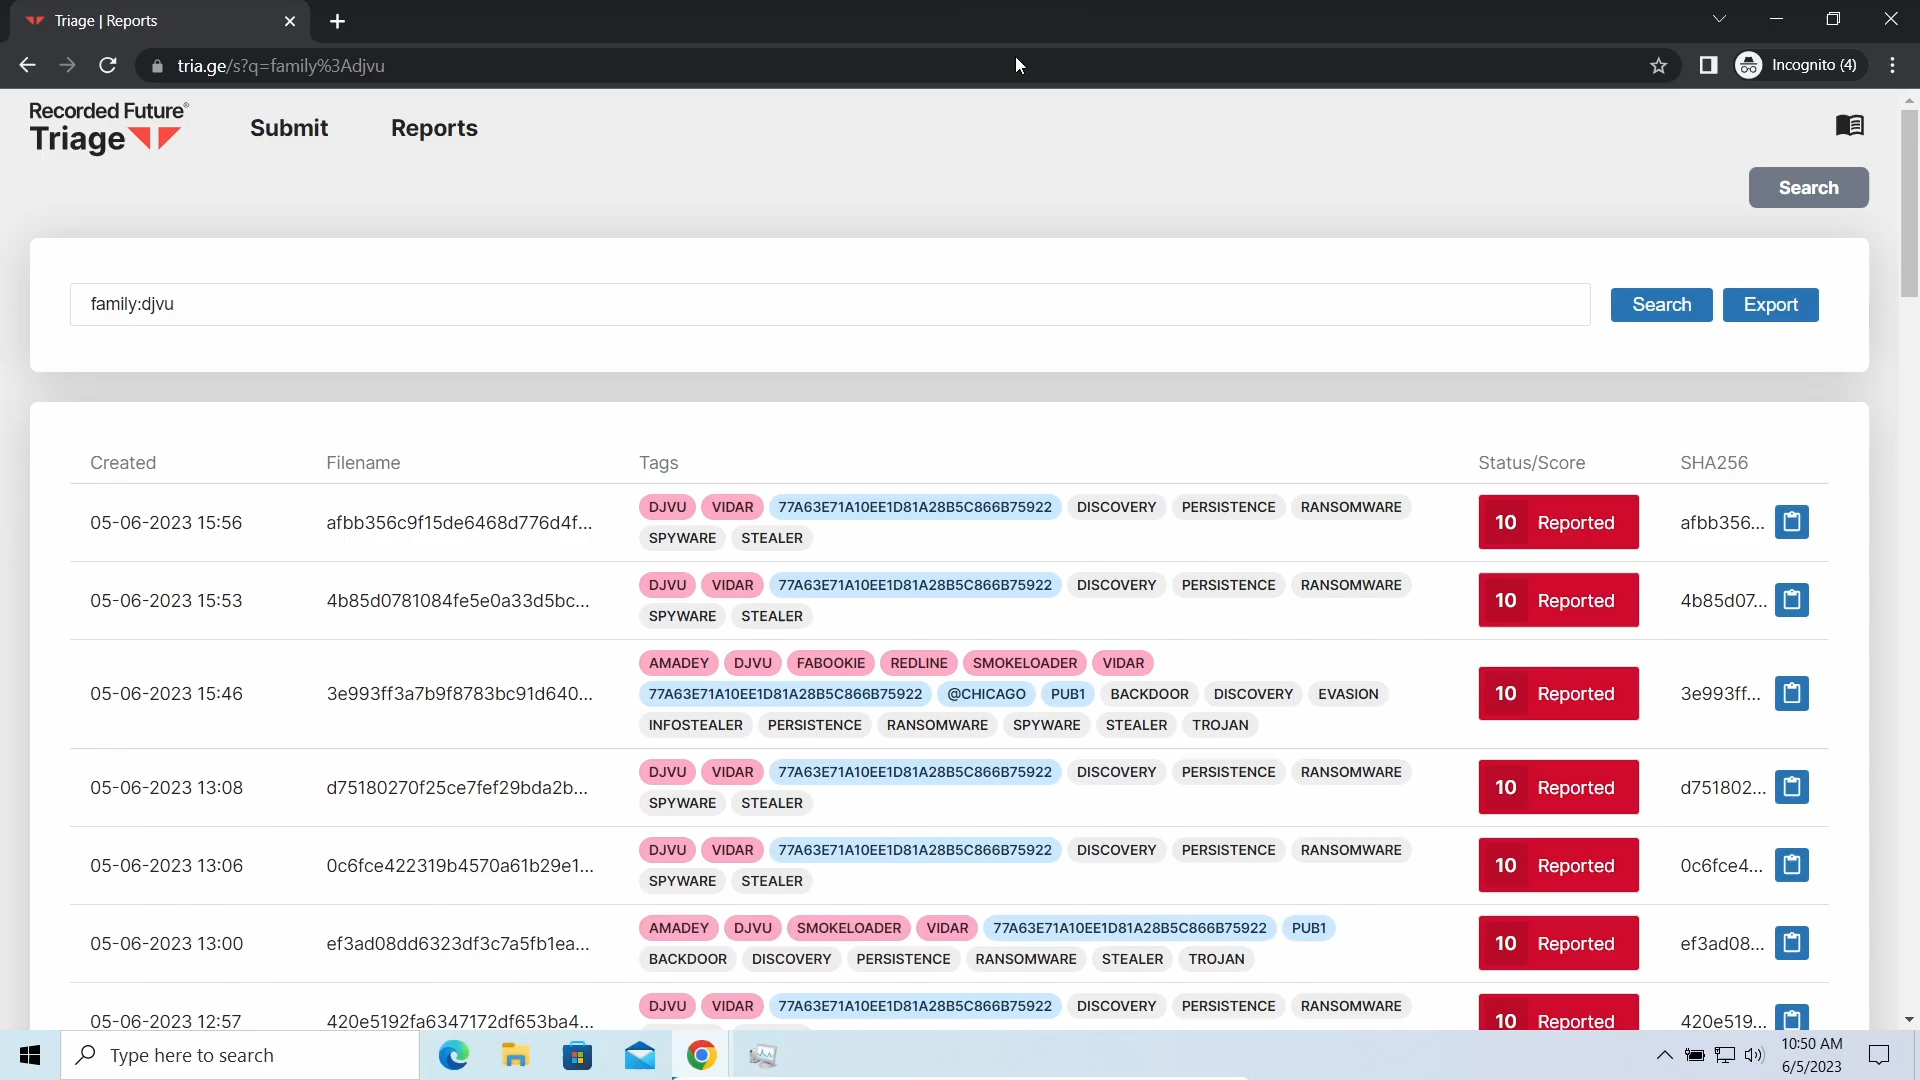 Triage | Reports
tria.ge/s?q=family%3Adjvu
Incognito (4)
Recorded Future®
Triage
Submit
Reports
Search
family:djvu
Search
Export
Created
Filename
Tags
Status/Score
SHA256
05-06-2023 15:56
afbb356c9f15de6468d776d4f...
DJVU VIDAR 77A63E71A10EE1D81A28B5C866B75922 DISCOVERY PERSISTENCE RANSOMWARE
SPYWARE STEALER
10 Reported
afbb356...
05-06-2023 15:53
4b85d0781084fe5e0a33d5bc...
DJVU VIDAR 77A63E71A10EE1D81A28B5C866B75922 DISCOVERY PERSISTENCE RANSOMWARE
SPYWARE STEALER
10 Reported
4b85d07...
05-06-2023 15:46
3e993ff3a7b9f8783bc91d640...
AMADEY DJVU FABOOKIE REDLINE SMOKELOADER VIDAR
77A63E71A10EE1D81A28B5C866B75922 @CHICAGO PUB1 BACKDOOR DISCOVERY EVASION
INFOSTEALER PERSISTENCE RANSOMWARE SPYWARE STEALER TROJAN
10 Reported
3e993ff...
05-06-2023 13:08
d75180270f25ce7fef29bda2b...
DJVU VIDAR 77A63E71A10EE1D81A28B5C866B75922 DISCOVERY PERSISTENCE RANSOMWARE
SPYWARE STEALER
10 Reported
d751802...
05-06-2023 13:06
0c6fce422319b4570a61b29e1...
DJVU VIDAR 77A63E71A10EE1D81A28B5C866B75922 DISCOVERY PERSISTENCE RANSOMWARE
SPYWARE STEALER
10 Reported
0c6fce4...
05-06-2023 13:00
ef3ad08dd6323df3c7a5fb1ea...
AMADEY DJVU SMOKELOADER VIDAR 77A63E71A10EE1D81A28B5C866B75922 PUB1
BACKDOOR DISCOVERY PERSISTENCE RANSOMWARE STEALER TROJAN
10 Reported
ef3ad08...
05-06-2023 12:57
420e5192fa6347172df653ba4...
DJVU VIDAR 77A63E71A10EE1D81A28B5C866B75922 DISCOVERY PERSISTENCE RANSOMWARE
10 Reported
420e519...
Type here to search
10:50 AM
6/5/2023